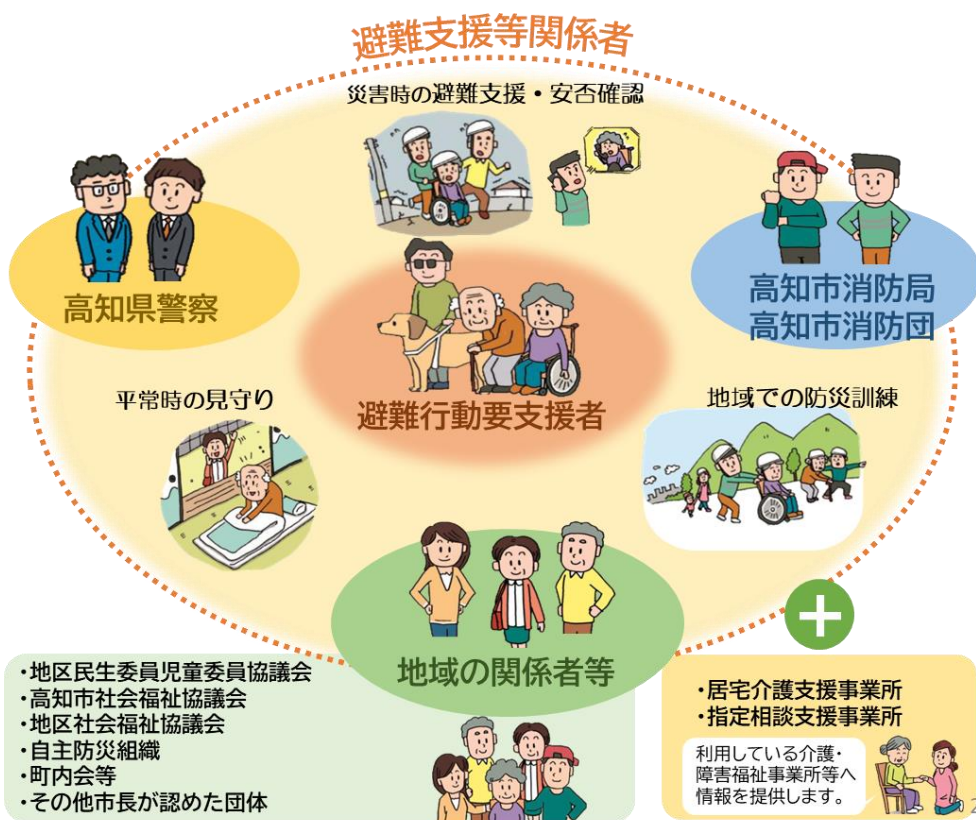 避難支援等関係者
災害時の避難支援・安否確認
高知県警察
高知市消防局
高知市消防団
避難行動要支援者
平常時の見守り
地域での防災訓練
地域の関係者等
・地区民生委員児童委員協議会
・高知市社会福祉協議会
・地区社会福祉協議会
・自主防災組織
・町内会等
・その他市長が認めた団体
+
・居宅介護支援事業所
・指定相談支援事業所
利用している介護・
障害福祉事業所等へ
情報を提供します。
2